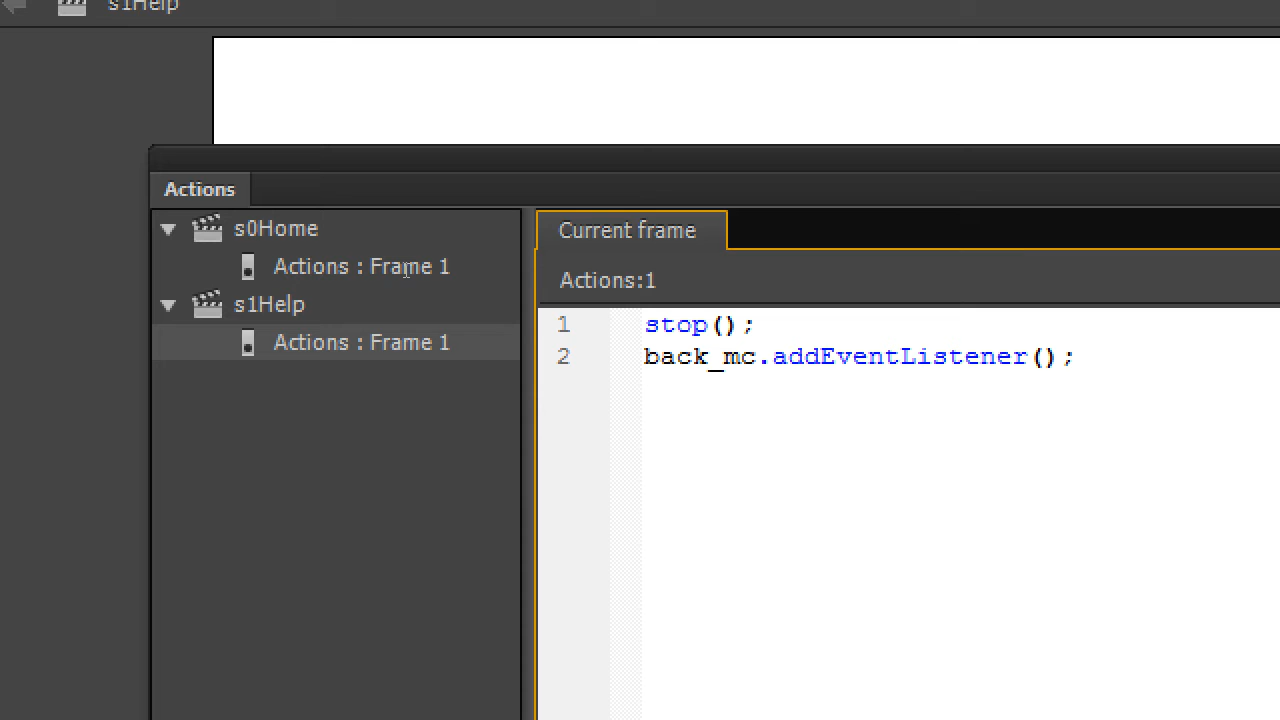 s1Help
Actions
s0Home
Actions : Frame 1
s1Help
Actions : Frame 1
Current frame
Actions:1
1 stop();
2 back_mc.addEventListener();